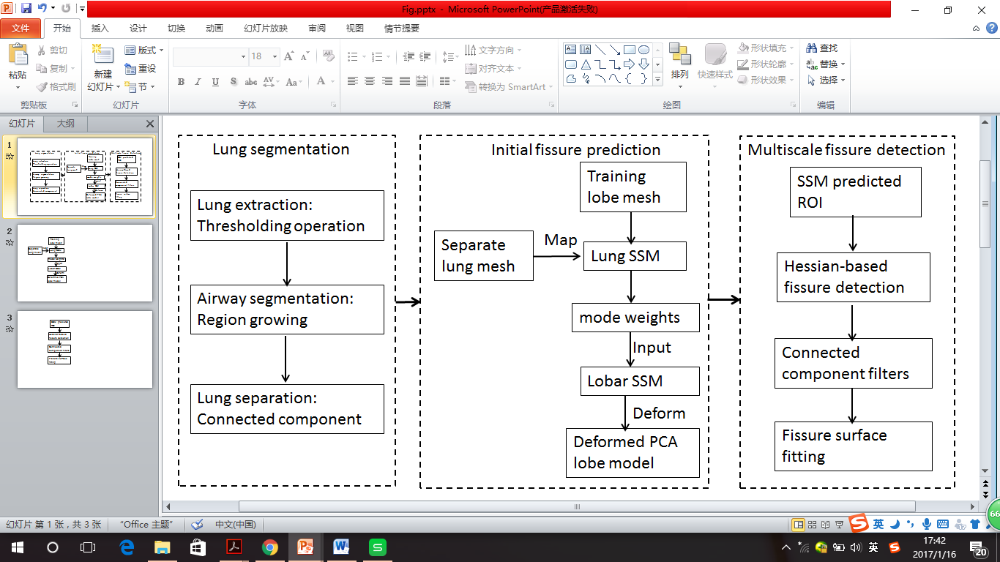 Fig.pptx - Microsoft PowerPoint(产品激活失败)
文件 开始 插入 设计 切换 动画 幻灯片放映 审阅 视图 情节提要
粘贴
剪切
复制
格式刷
剪贴板
新建
幻灯片
版式
重设
节
幻灯片
18
B I U S abc AV Aa A
字体
文字方向
对齐文本
转换为 SmartArt
段落
排列
快速样式
形状填充
形状轮廓
形状效果
绘图
查找
替换
选择
编辑
幻灯片 大纲
1
2
3
Lung segmentation
Lung extraction:
Thresholding operation
Airway segmentation:
Region growing
Lung separation:
Connected component
Initial fissure prediction
Training
lobe mesh
Separate
lung mesh
Map
Lung SSM
mode weights
Input
Lobar SSM
Deform
Deformed PCA
lobe model
Multiscale fissure detection
SSM predicted
ROI
Hessian-based
fissure detection
Connected
component filters
Fissure surface
fitting
幻灯片 第 1 张，共 3 张 "Office 主题" 中文(中国)
英
66
英
17:42
2017/1/16
20